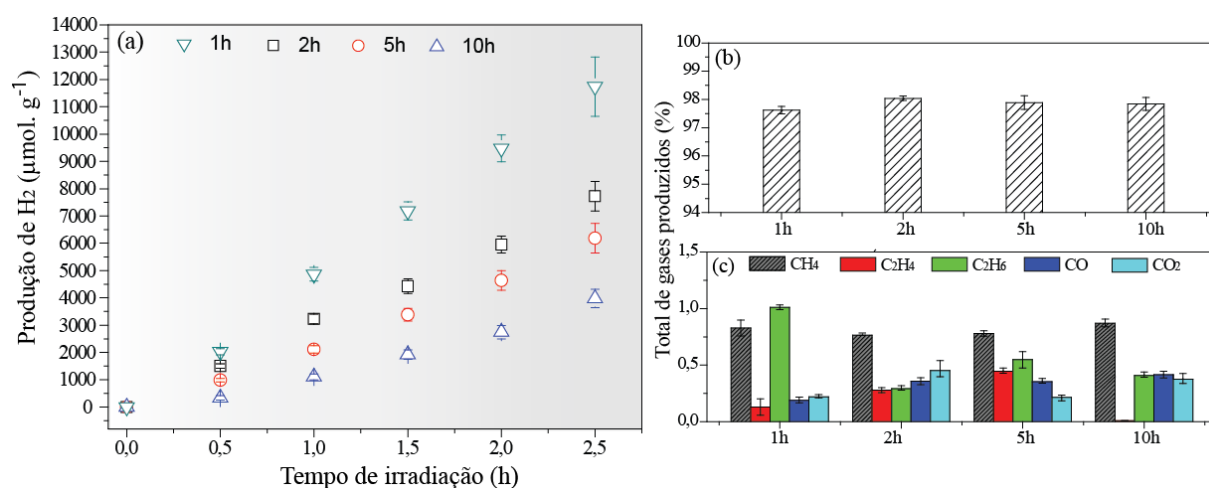 (a)
1h 2h 5h 10h
14000
13000
12000
11000
10000
9000
8000
7000
6000
5000
4000
3000
2000
1000
0
Produção de H2 (μmol. g-1)
0,0 0,5 1,0 1,5 2,0 2,5
Tempo de irradiação (h)
(b)
100
99
98
97
96
95
94
1h 2h 5h 10h
Total de gases produzidos (%)
(c)
CH4 C2H4 C2H6 CO CO2
1,5
1,0
0,5
0,0
1h 2h 5h 10h